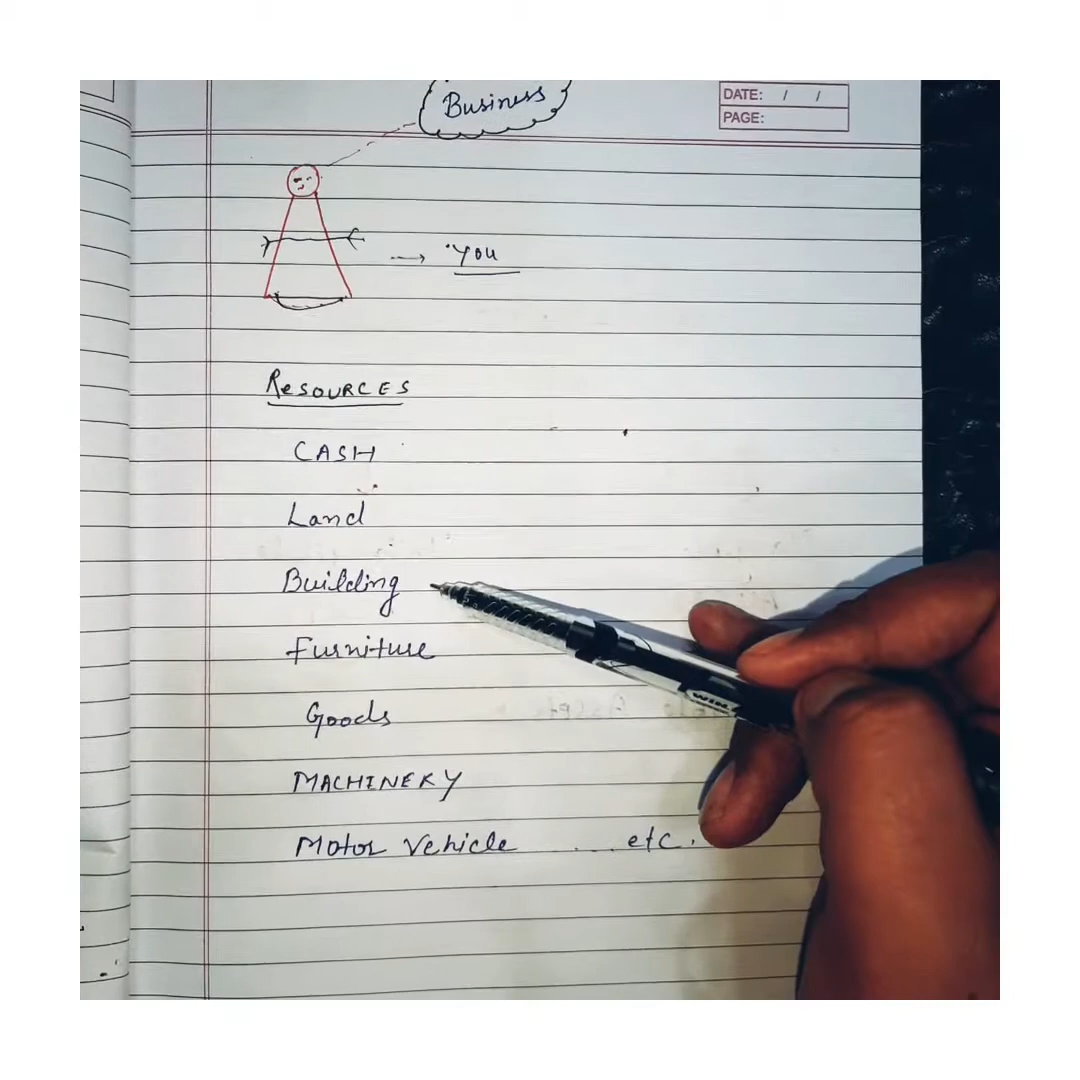 Business
DATE: / /
PAGE:
→ You
RESOURCES
CASH
Land
Building
Furniture
Goods
MACHINERY
Motor Vehicle .... etc.